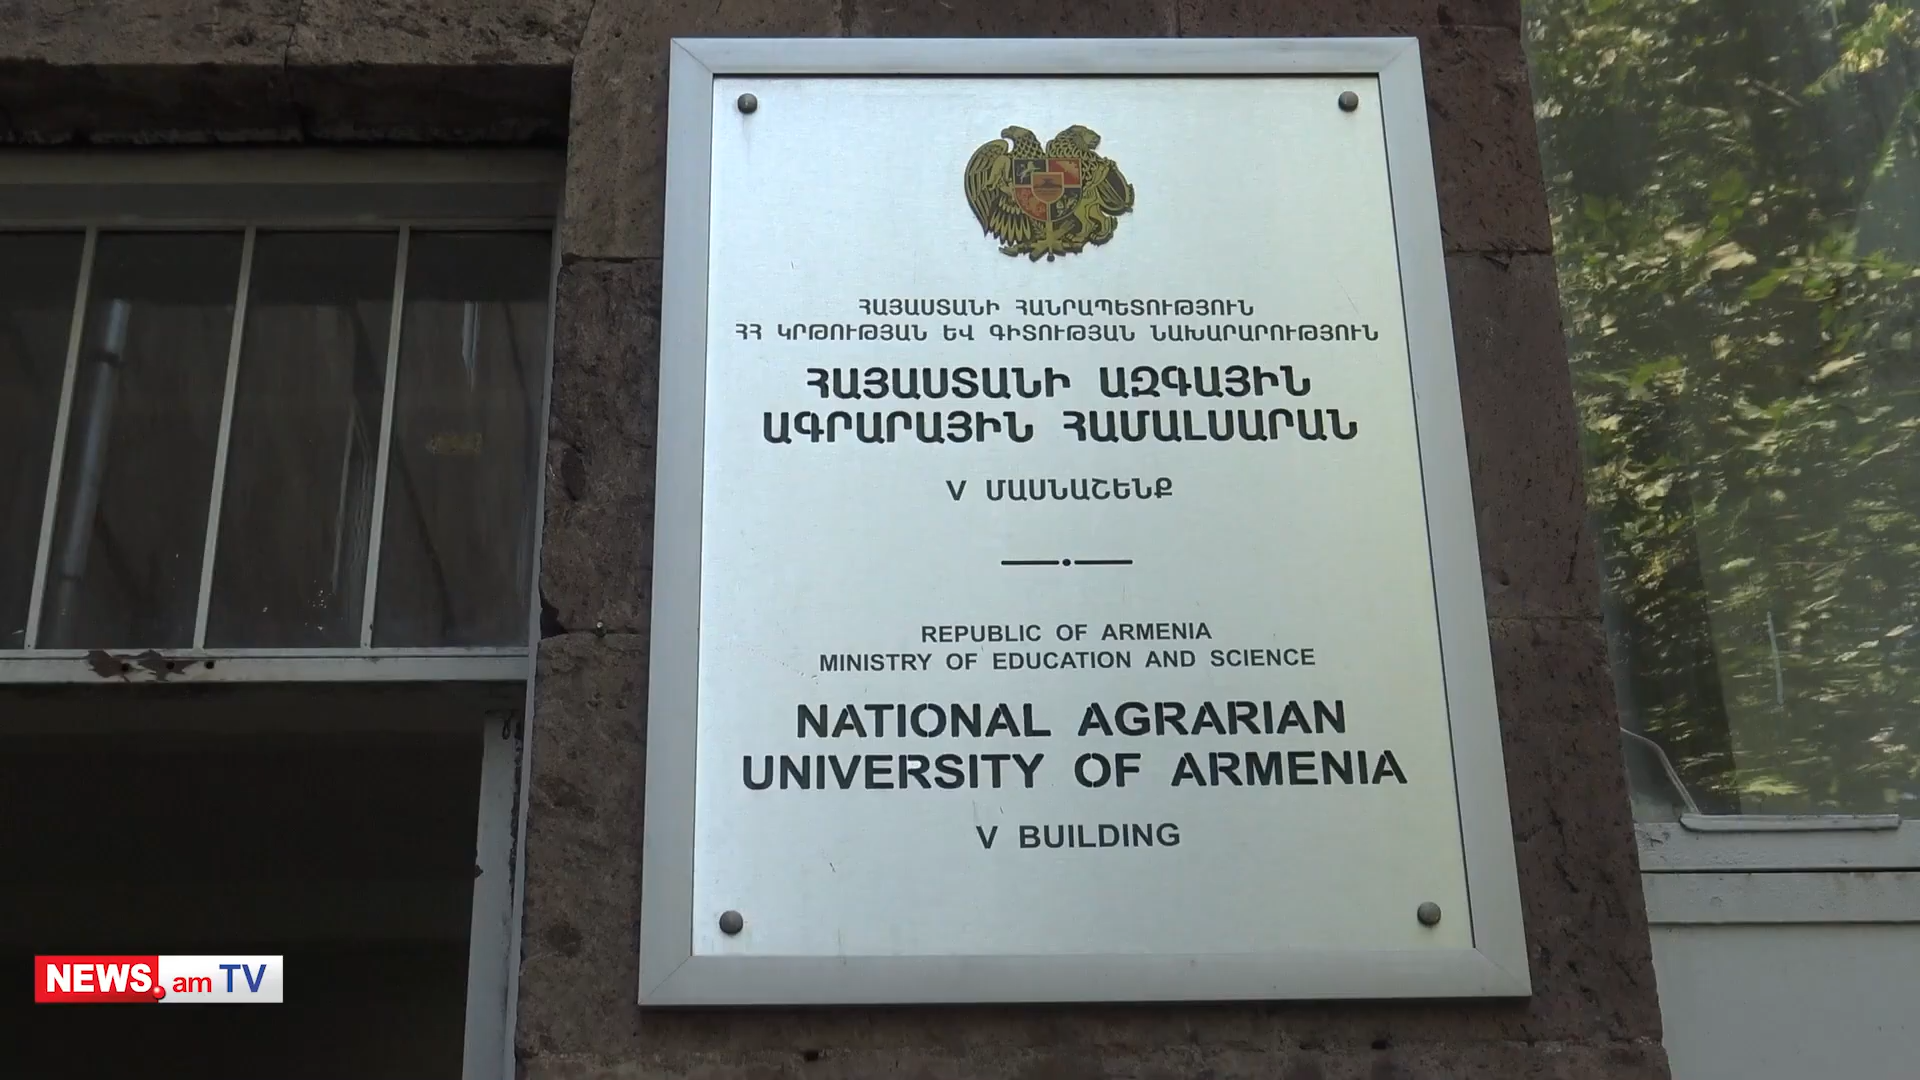 ՀԱՅԱՍՏԱՆԻ ՀԱՆՐԱՊԵՏՈՒԹՅՈՒՆ
ՀՀ ԿՐԹՈՒԹՅԱՆ ԵՎ ԳԻՏՈՒԹՅԱՆ ՆԱԽԱՐԱՐՈՒԹՅՈՒՆ
ՀԱՅԱՍՏԱՆԻ ԱԶԳԱՅԻՆ
ԱԳՐԱՐԱՅԻՆ ՀԱՄԱԼՍԱՐԱՆ
V ՄԱՍՆԱՇԵՆՔ
REPUBLIC OF ARMENIA
MINISTRY OF EDUCATION AND SCIENCE
NATIONAL AGRARIAN
UNIVERSITY OF ARMENIA
V BUILDING
NEWS.am TV